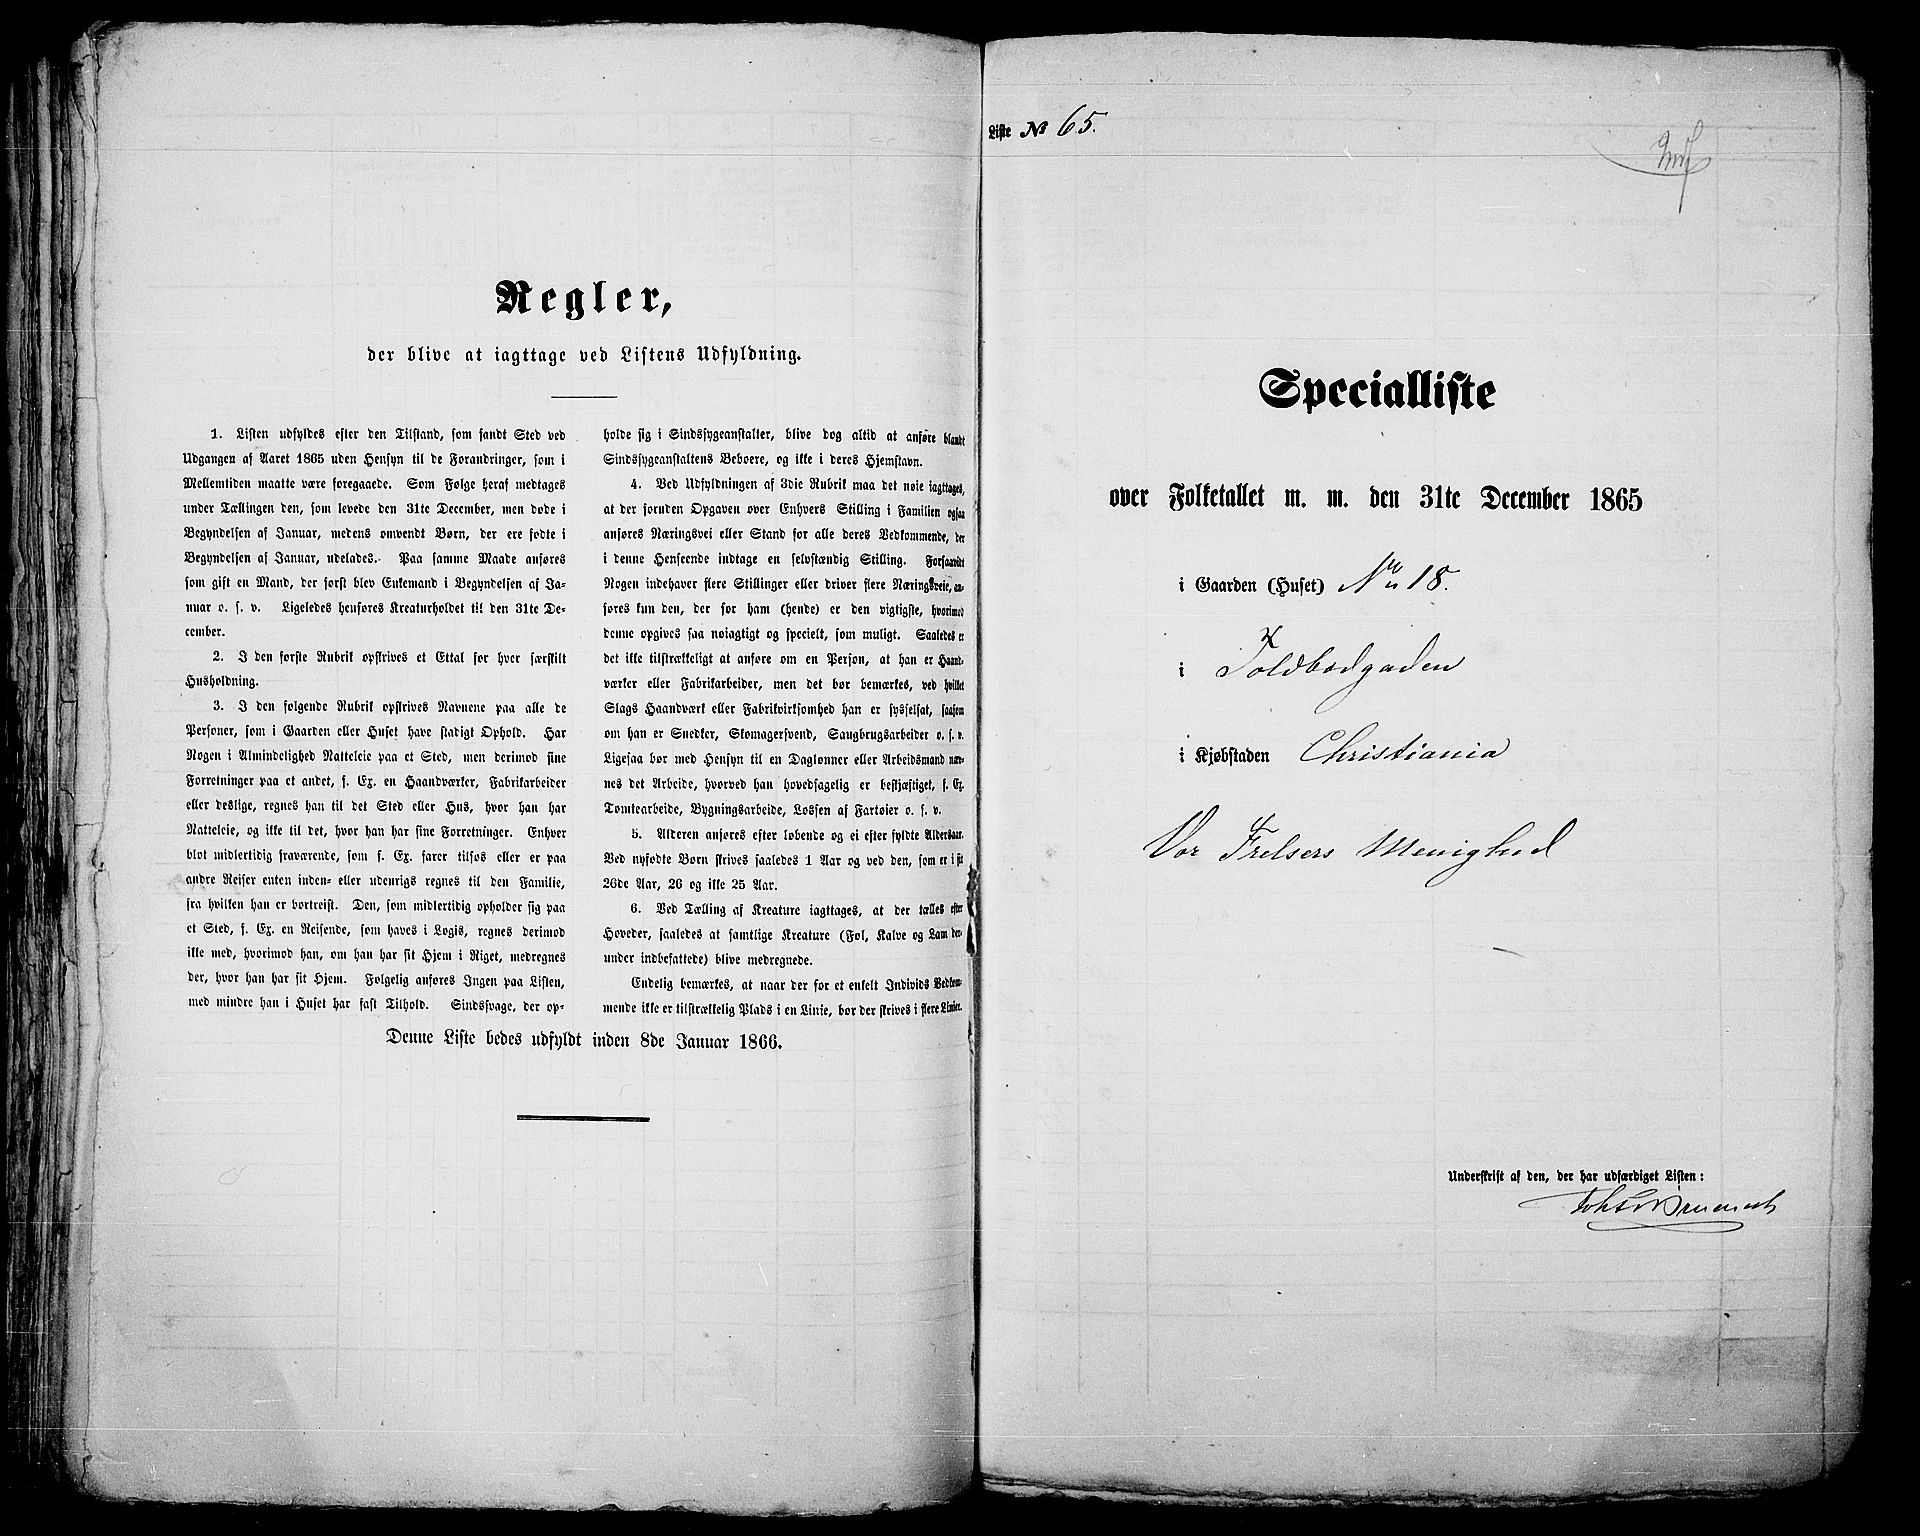 Regler,
der blive at iagttage ved Listens Udfyldning.
1. Listen udfyldes efter den Tilstand, som fandt Sted ved
Udgangen af Aaret 1865 uden Hensyn til de Forandringer, som i
Mellemtiden maatte være foregaaede. Som Følge heraf medtages
under Tællingen den, som levede den 31te December, men døde i
Begyndelsen af Januar, medens omvendt Børn, der ere fødte i
Begyndelsen af Januar, udelades. Paa samme Maade anføres
som gift en Mand, der først blev Enkemand i Begyndelsen af Ja-
nuar o. s. v. Ligeledes henføres Kreaturholdet til den 31te De-
cember.
2. I den første Rubrik opskrives et Ettal for hver særskilt
Husholdning.
3. I den følgende Rubrik opskrives Navnene paa alle de
Personer, som i Gaarden eller Huset have stadigt Ophold. Har
Nogen i Almindelighed Natteleie paa et Sted, men derimod sine
Forretninger paa et andet, f. Ex. en Haandværker, Fabrikarbeider
eller deslige, regnes han til det Sted eller Hus, hvor han har
Natteleie, og ikke til det, hvor han har sine Forretninger. Enhver
blot midlertidig fraværende, som f. Ex. farer tilsøs eller er paa
andre Reiser enten inden- eller udenrigs regnes til den Familie,
fra hvilken han er bortreist. Den, som midlertidig opholder sig paa
et Sted, f. Ex. en Reisende, som haves i Logis, regnes derimod
ikke med, hvorimod han, om han har sit Hjem i Riget, medregnes
der, hvor han har sit Hjem. Følgelig anføres Ingen paa Listen,
med mindre han i Huset har fast Tilhold. Sindssvage, der op-
holde sig i Sindssygeanstalter, blive dog altid at anføre blandt
Sindssygeanstaltens Beboere, og ikke i deres Hjemstavn.
4. Ved Udfyldningen af 3die Rubrik maa det nøie iagttages,
at der foruden Opgaven over Enhvers Stilling i Familien ogsaa
anføres Næringsvei eller Stand for alle deres Vedkommende, der
i denne Henseende indtage en selvstændig Stilling. Forsaavidt
Nogen indehaver flere Stillinger eller driver flere Næringsveie, an-
føres kun den, der for ham (hende) er den vigtigste, hvorimod
denne opgives saa nøiagtigt og specielt, som muligt. Saaledes er
det ikke tilstrækkeligt at anføre om en Person, at han er Haand-
værker eller Fabrikarbeider, men det bør bemærkes, ved hvilket
Slags Haandværk eller Fabrikvirksomhed han er sysselsat, saasom
om han er Snedker, Skomagersvend, Saugbrugsarbeider o. s. v.
Ligesaa bør med Hensyn til en Daglønner eller Arbeidsmand næv-
nes det Arbeide, hvorved han hovedsagelig er beskjæftiget, f. Ex.
Tomtearbeide, Bygningsarbeide, Lossen af Fartøier o. s. v.
5. Alderen anføres efter løbende og ei efter fyldte Aldersaar.
Ved nyfødte Børn skrives saaledes 1 Aar og ved den, som er i sit
26de Aar, 26 og ikke 25 Aar.
6. Ved Tælling af Kreature iagttages, at der tælles efter
Hoveder, saaledes at samtlige Kreature (Føl, Kalve og Lam der-
under indbefattede) blive medregnede.
Endelig bemærkes, at naar der for et enkelt Individs Vedkom-
mende ikke er tilstrækkelig Plads i en Linie, bør der skrives i flere Linier.
Denne Liste bedes udfyldt inden 8de Januar 1866.
Liste № 65.
Specialliste
over Folketallet m. m. den 31te December 1865
i Gaarden (Huset) No 18.
i Toldbodgaden
i Kjøbstaden Christiania
Vor Frelsers Menighed
Underskrift af den, der har udfærdiget Listen: